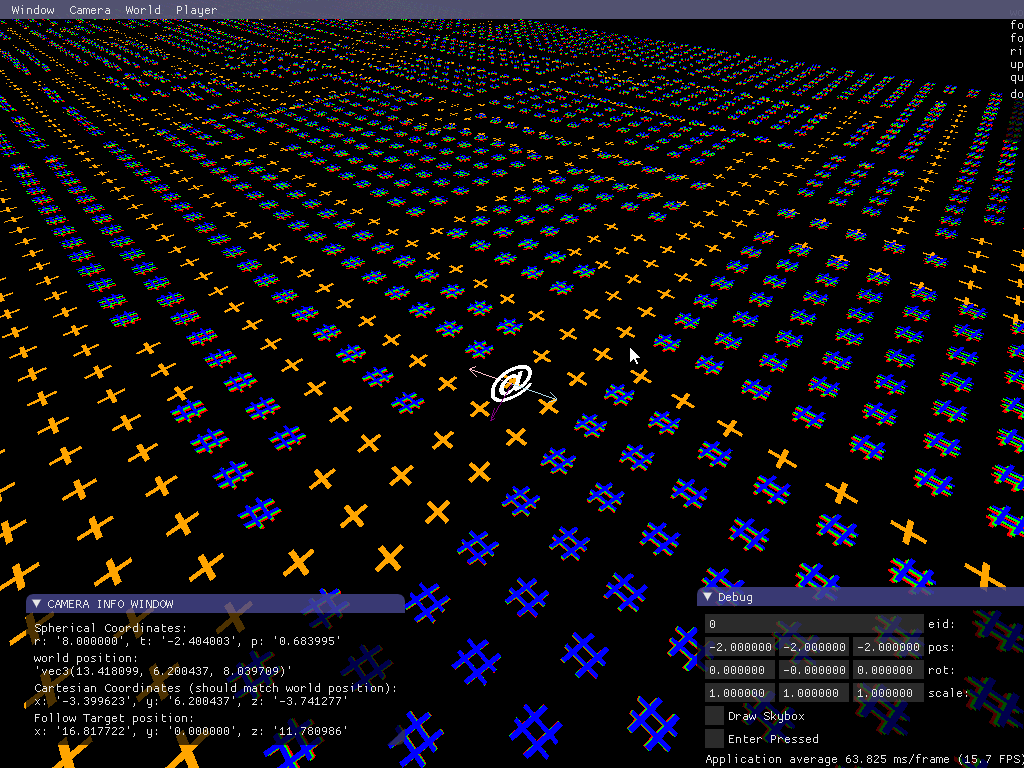 Window Camera World Player
fo
fo
ri
up
qu
do
@
CAMERA INFO WINDOW
Spherical Coordinates:
r: '8.000000', t: '-2.404003', p: '0.683995'
world position:
'vec3(13.418099, 6.200437, 8.039709)'
Cartesian Coordinates (should match world position):
x: '-3.399623', y: '6.200437', z: '-3.741277'
Follow Target position:
x: '16.817722', y: '0.000000', z: '11.780986'
Debug
0 eid:
-2.000000 -2.000000 -2.000000 pos:
0.000000 -0.000000 0.000000 rot:
1.000000 1.000000 1.000000 scale:
Draw Skybox
Enter Pressed
Application average 63.825 ms/frame (15.7 FPS)